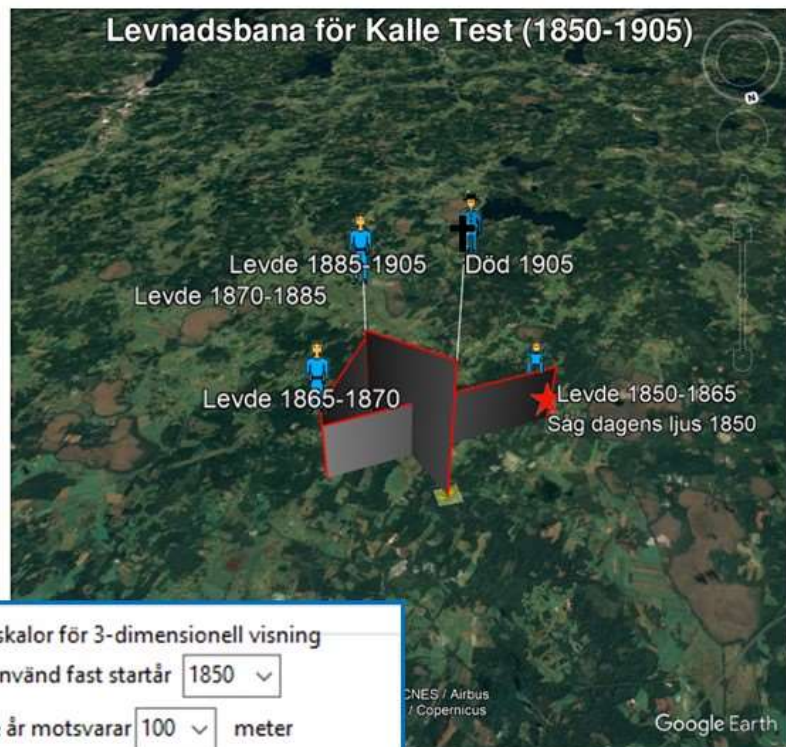 Levnadsbana för Kalle Test (1850-1905)
N
Levde 1885-1905
Död 1905
Levde 1870-1885
Levde 1865-1870
Levde 1850-1865
Såg dagens ljus 1850
skalor för 3-dimensionell visning
nvänd fast startår 1850
år motsvarar 100 meter
CNES / Airbus
/ Copernicus
Google Earth